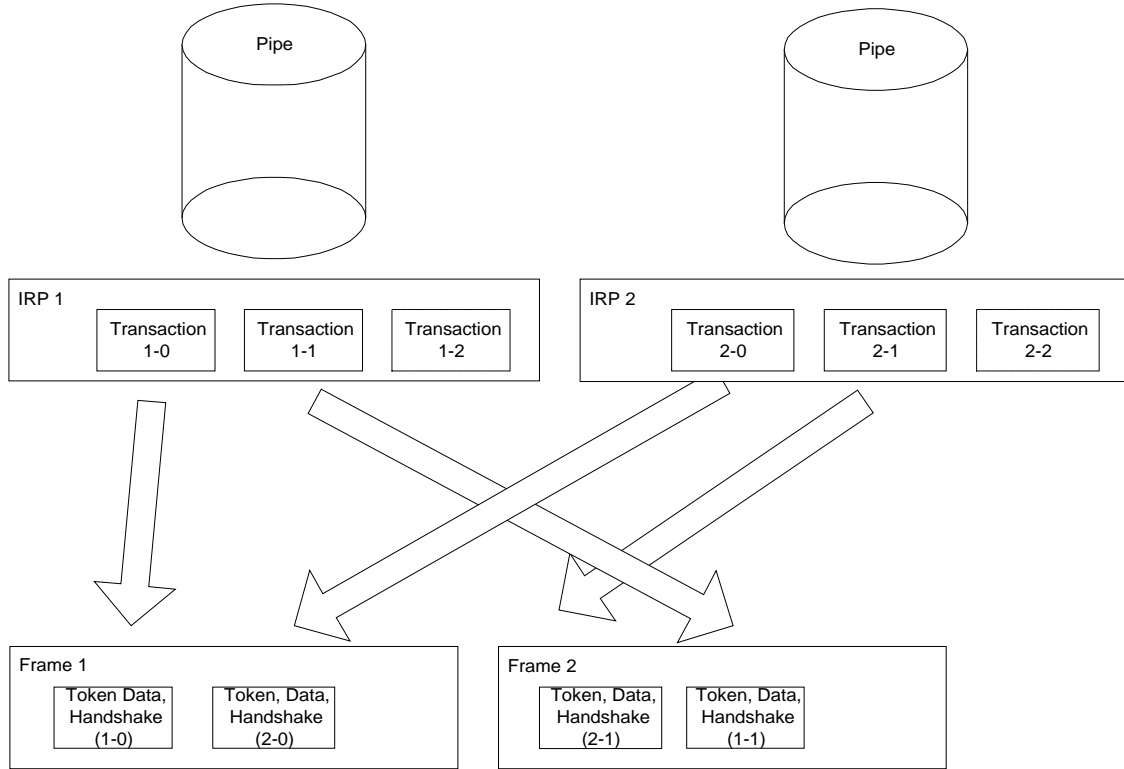 Pipe
Pipe
IRP 1
Transaction
1-0
Transaction
1-1
Transaction
1-2
IRP 2
Transaction
2-0
Transaction
2-1
Transaction
2-2
Frame 1
Token Data,
Handshake
(1-0)
Token, Data,
Handshake
(2-0)
Frame 2
Token, Data,
Handshake
(2-1)
Token, Data,
Handshake
(1-1)